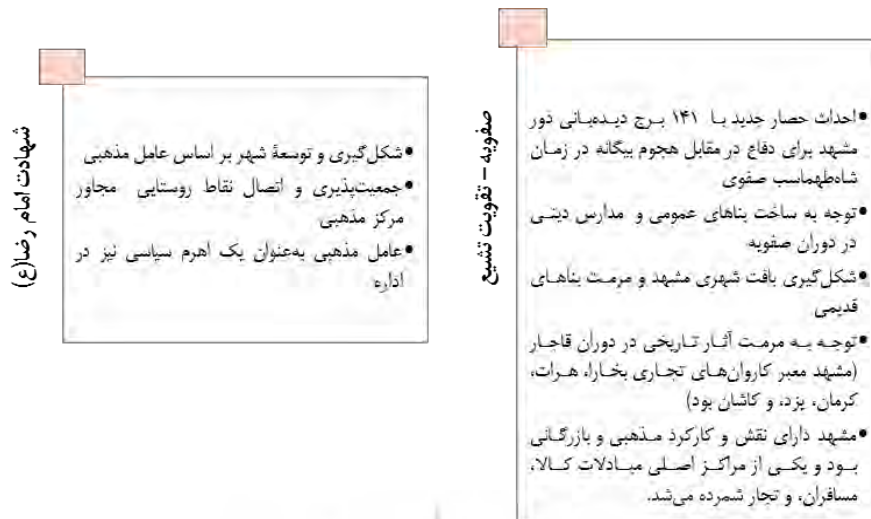 صفویه – تقویت تشیع
•احداث حصار جدید با ۱۴۱ برج دیدهبانی دور
مشهد برای دفاع در مقابل هجوم بیگانه در زمان
شاه‌طهماسب صفوی
•توجه به ساخت بناهای عمومی و مدارس دینی
در دوران صفویه
•شکل‌گیری بافت شهری مشهد و مرمت بناهای
قدیمی
•توجه به مرمت آثار تاریخی در دوران قاجار
(مشهد معبر کاروان‌های تجاری بخارا، هرات،
کرمان، یزد، و کاشان بود)
•مشهد دارای نقش و کارکرد مذهبی و بازرگانی
بود و یکی از مراکز اصلی مبادلات کالا،
مسافران، و تجار شمرده می‌شد.
شهادت امام رضا(ع)
•شکل‌گیری و توسعۀ شهر بر اساس عامل مذهبی
•جمعیت‌پذیری و اتصال نقاط روستایی مجاور
مرکز مذهبی
•عامل مذهبی به‌عنوان یک اهرم سیاسی نیز در
اداره